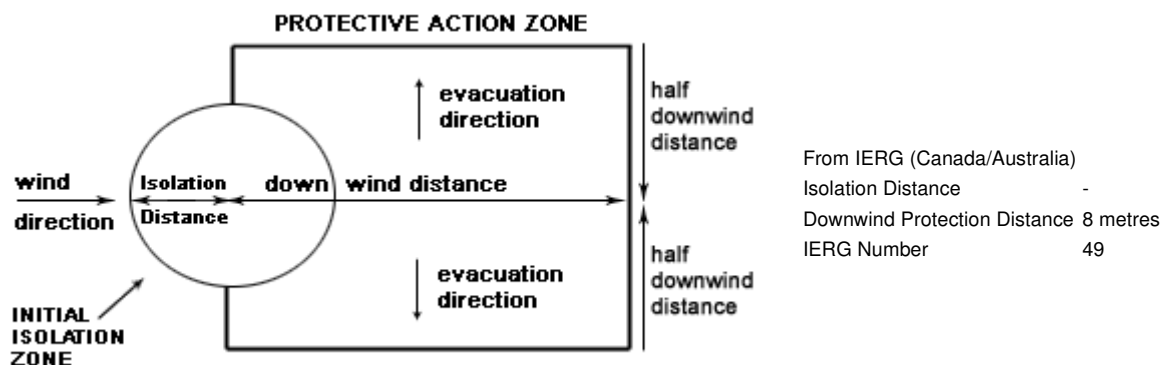 PROTECTIVE ACTION ZONE
evacuation
direction
half
downwind
distance
wind
direction
Isolation
Distance
down wind distance
evacuation
direction
half
downwind
distance
INITIAL
ISOLATION
ZONE
From IERG (Canada/Australia)
Isolation Distance -
Downwind Protection Distance 8 metres
IERG Number 49